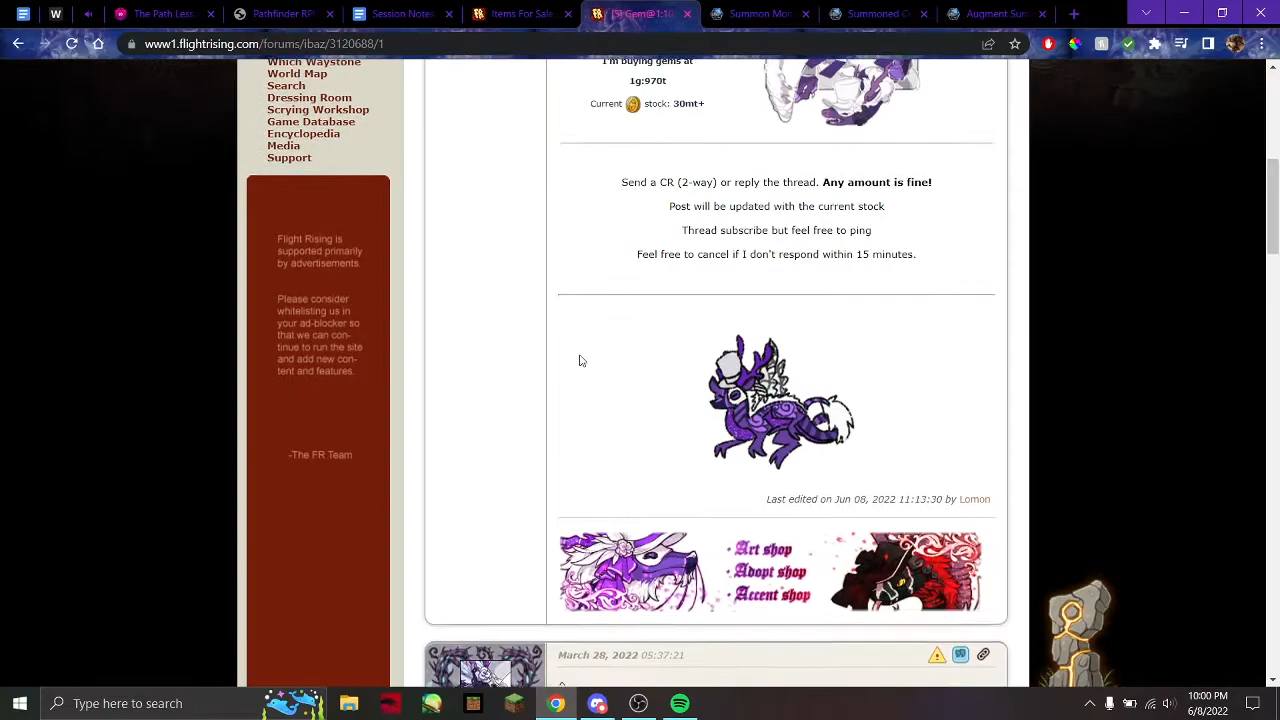 The Path Less
Pathfinder RP
Session Notes
Items For Sale
[S] Gem@1:10
Summoned C
Augment Sum
www1.flightrising.com/forums/ibaz/3120688/1
Which Waystone
World Map
Search
Dressing Room
Scrying Workshop
Game Database
Encyclopedia
Media
Support
Flight Rising is
supported primarily
by advertisements.
Please consider
whitelisting us in
your ad-blocker so
that we can con-
tinue to run the site
and add new con-
tent and features.
-The FR Team
I'm buying gems at
1g:970t
Current stock: 30mt+
Send a CR (2-way) or reply the thread. Any amount is fine!
Post will be updated with the current stock
Thread subscribe but feel free to ping
Feel free to cancel if I don't respond within 15 minutes.
Last edited on Jun 08, 2022 11:13:30 by Lomon
• Art shop
• Adopt shop
• Accent shop
March 28, 2022 05:37:21
Type here to search
10:00 PM
6/8/2022